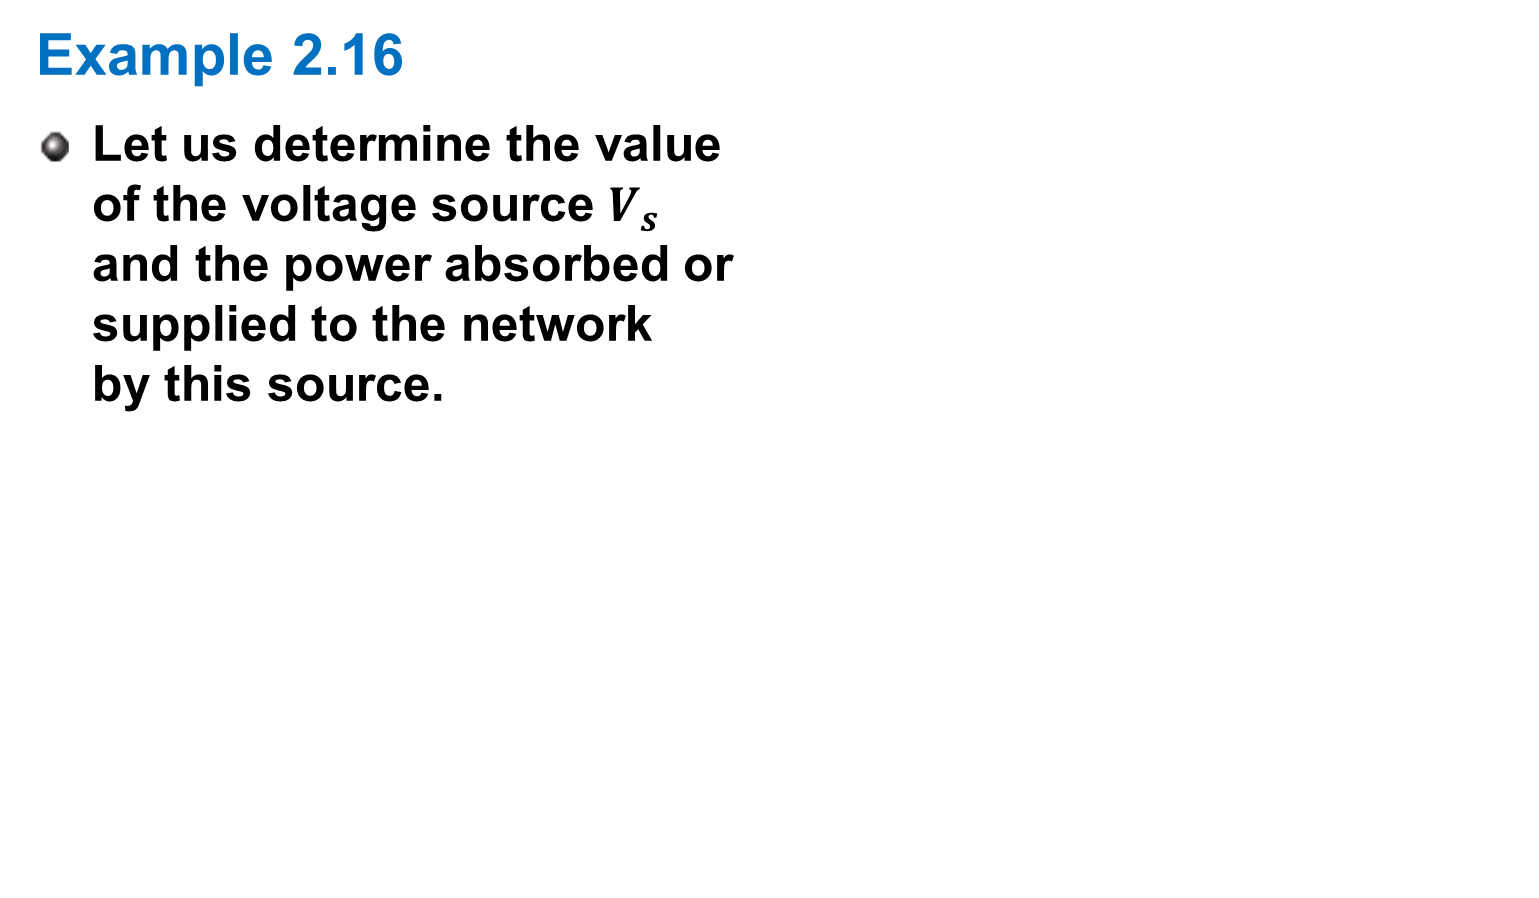 Example 2.16
Let us determine the value
of the voltage source Vₛ
and the power absorbed or
supplied to the network
by this source.